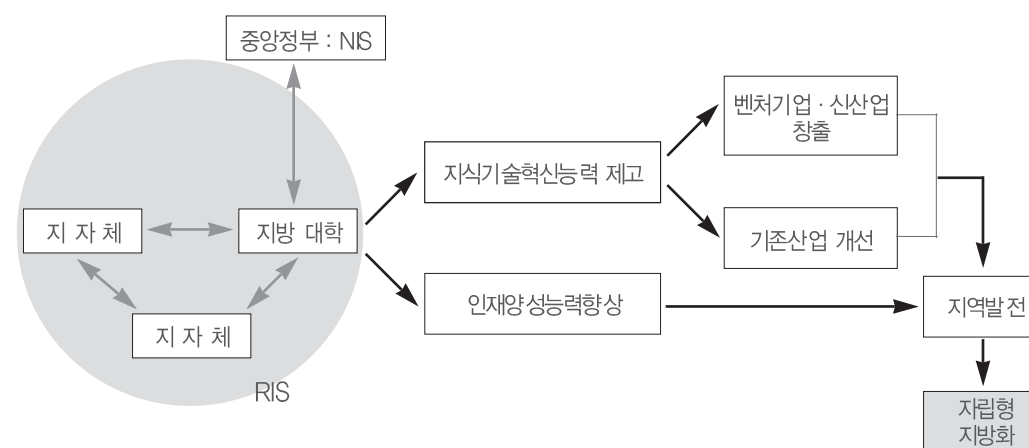 중앙정부 : NIS
지 자 체
지방 대학
지 자 체
RIS
지식기술혁신능력 제고
인재양성능력향상
벤처기업 · 신산업
창출
기존산업 개선
지역발전
자립형
지방화